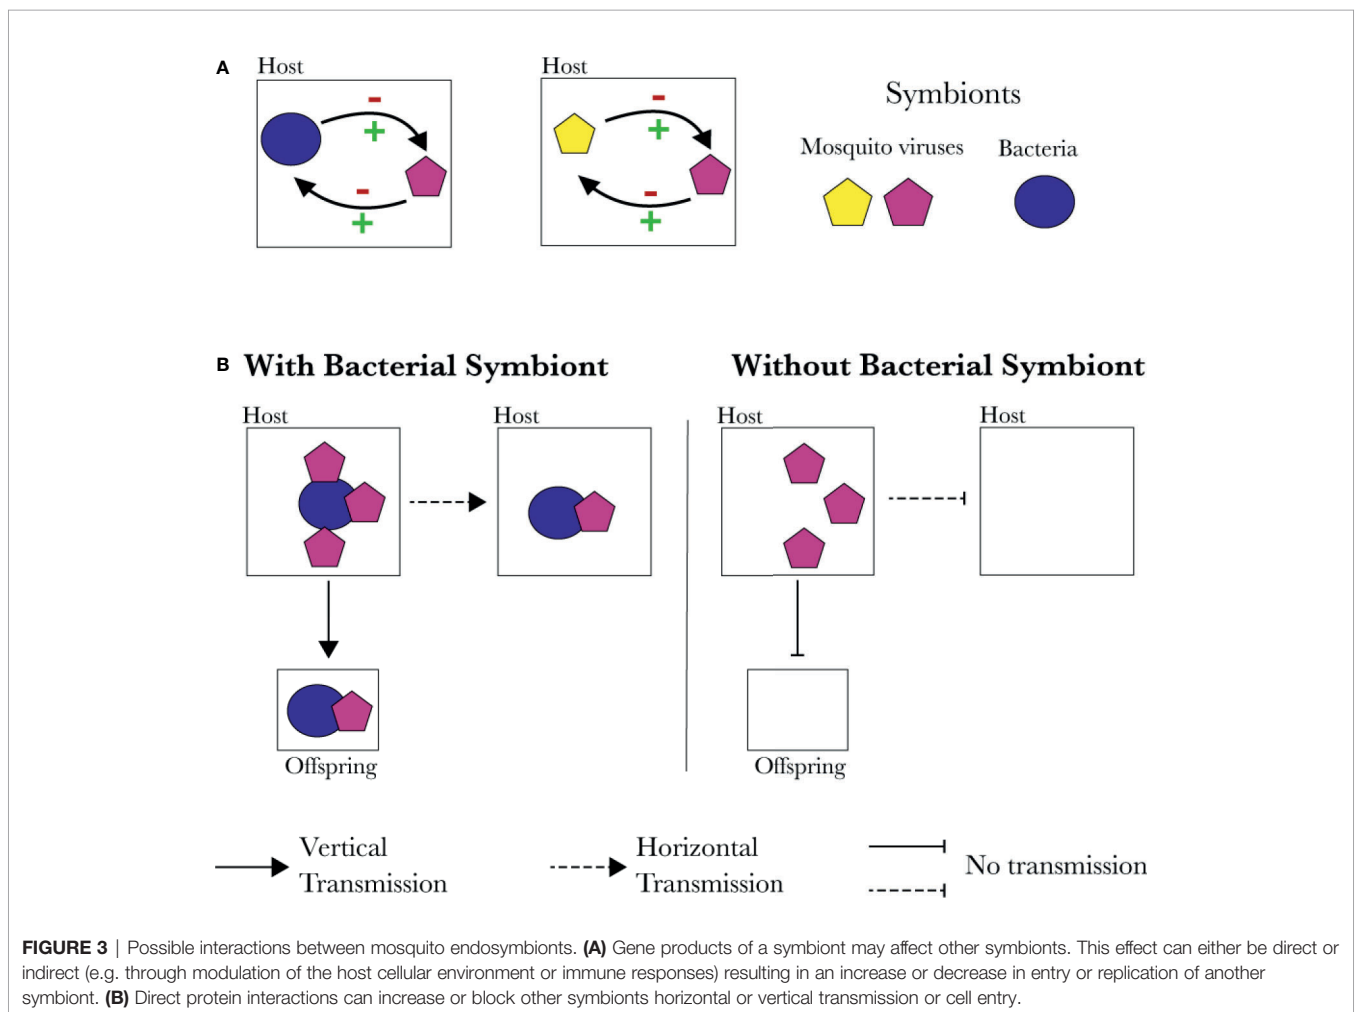 A
Host
Host
Symbionts
Mosquito viruses
Bacteria
-
+
-
+
-
+
-
+
B
With Bacterial Symbiont
Without Bacterial Symbiont
Host
Host
Host
Host
Offspring
Offspring
Vertical
Transmission
Horizontal
Transmission
No transmission
FIGURE 3 | Possible interactions between mosquito endosymbionts. (A) Gene products of a symbiont may affect other symbionts. This effect can either be direct or
indirect (e.g. through modulation of the host cellular environment or immune responses) resulting in an increase or decrease in entry or replication of another
symbiont. (B) Direct protein interactions can increase or block other symbionts horizontal or vertical transmission or cell entry.